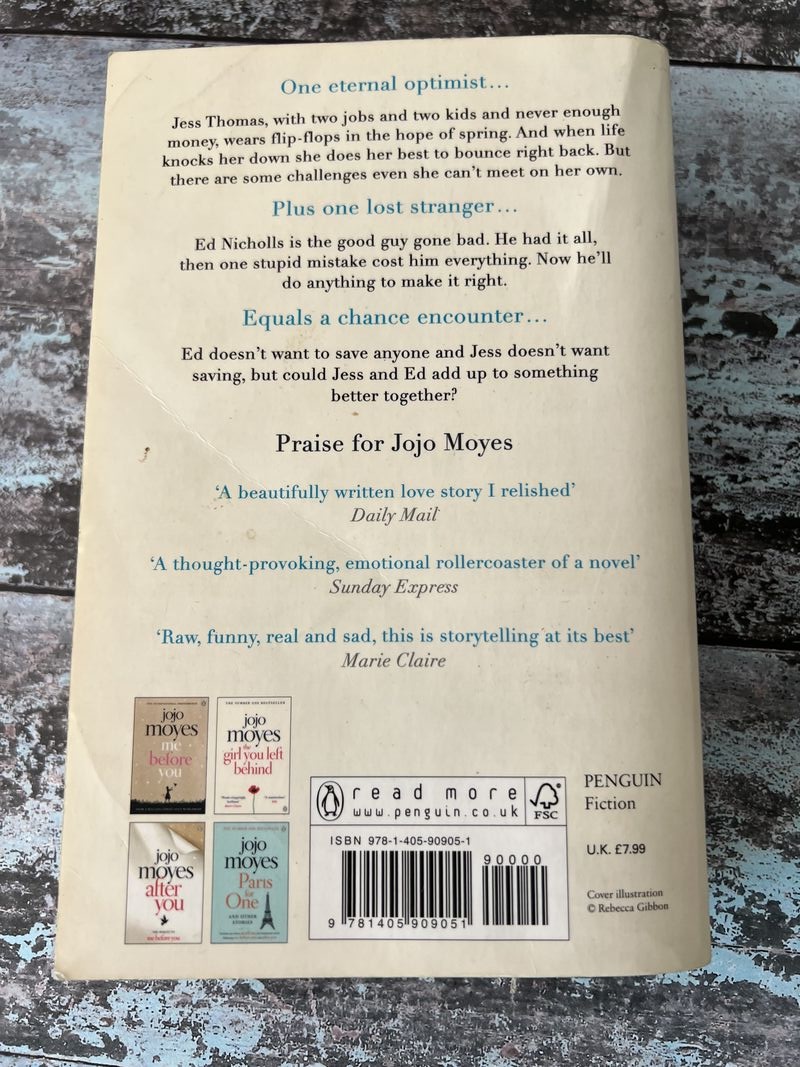 One eternal optimist...
Jess Thomas, with two jobs and two kids and never enough
money, wears flip-flops in the hope of spring. And when life
knocks her down she does her best to bounce right back. But
there are some challenges even she can't meet on her own.
Plus one lost stranger...
Ed Nicholls is the good guy gone bad. He had it all,
then one stupid mistake cost him everything. Now he'll
do anything to make it right.
Equals a chance encounter...
Ed doesn't want to save anyone and Jess doesn't want
saving, but could Jess and Ed add up to something
better together?
Praise for Jojo Moyes
'A beautifully written love story I relished'
Daily Mail
'A thought-provoking, emotional rollercoaster of a novel'
Sunday Express
'Raw, funny, real and sad, this is storytelling at its best'
Marie Claire
jojo
moyes
me
before
you
THE NUMBER ONE BESTSELLER
jojo
moyes
the
girl you left
behind
jojo
moyes
after
you
jojo
moyes
Paris
for
One
AND OTHER
STORIES
read more
www.penguin.co.uk
FSC
ISBN 978-1-405-90905-1
90000
9 781405 909051
PENGUIN
Fiction
U.K. £7.99
Cover illustration
© Rebecca Gibbon